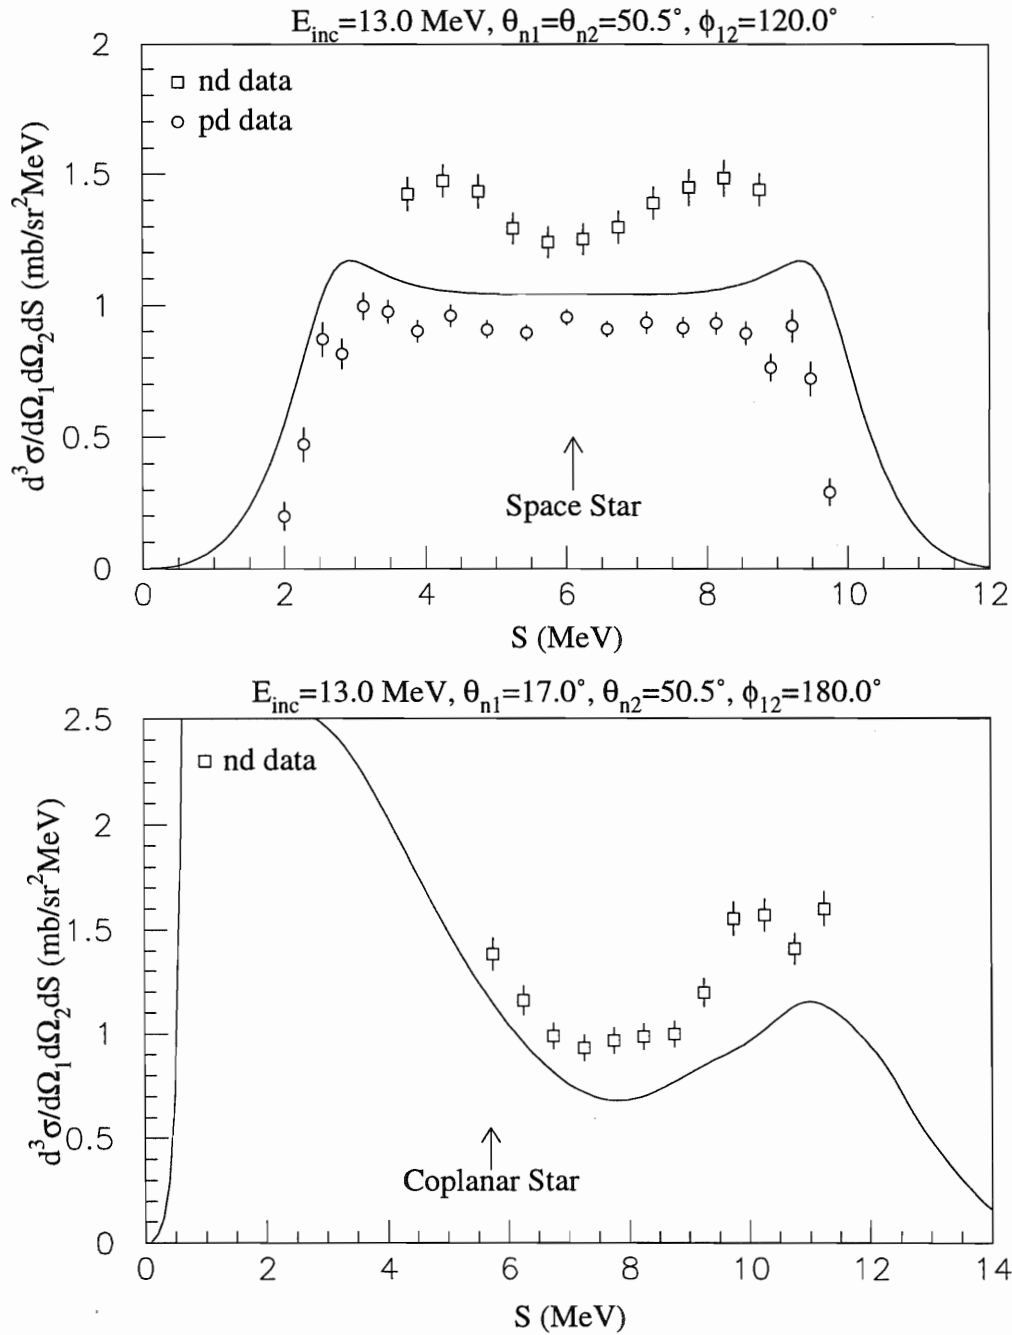 E_inc=13.0 MeV, θ_n1=θ_n2=50.5°, ϕ_12=120.0°
2
nd data
pd data
1.5
1
0.5
0
d³σ/dΩ₁dΩ₂dS (mb/sr²MeV)
Space Star
0 2 4 6 8 10 12
S (MeV)
E_inc=13.0 MeV, θ_n1=17.0°, θ_n2=50.5°, ϕ_12=180.0°
2.5
nd data
2
1.5
1
0.5
0
d³σ/dΩ₁dΩ₂dS (mb/sr²MeV)
Coplanar Star
0 2 4 6 8 10 12 14
S (MeV)